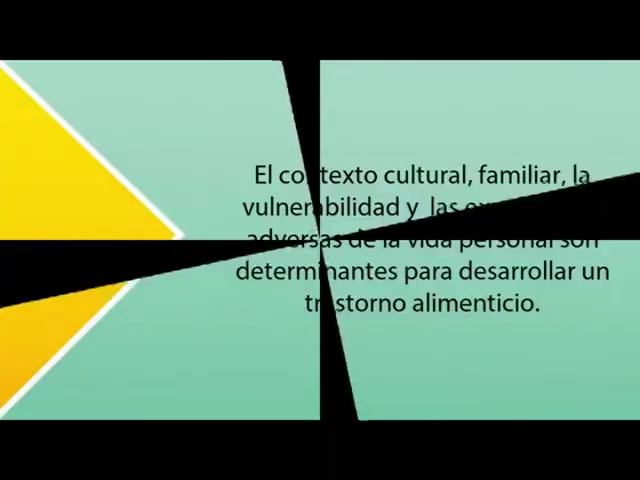 El contexto cultural, familiar, la
vulnerabilidad y las
adversas de la vida personal son
determinantes para desarrollar un
trastorno alimenticio.